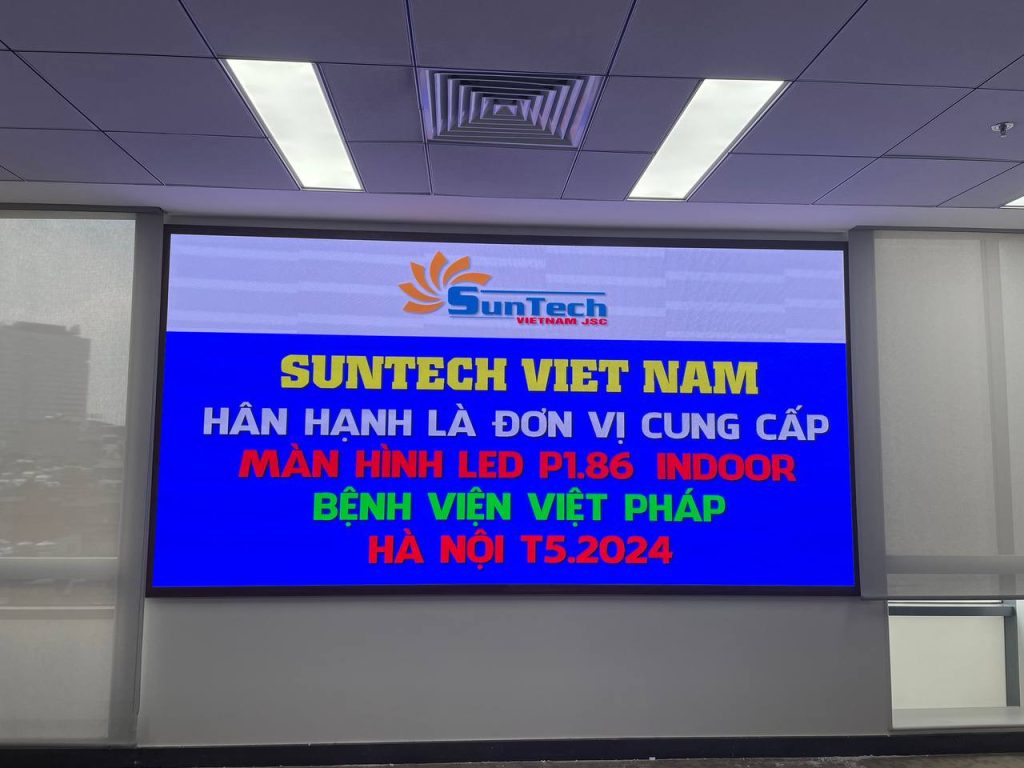 SunTech
VIETNAM JSC
SUNTECH VIET NAM
HÂN HẠNH LÀ ĐƠN VỊ CUNG CẤP
MÀN HÌNH LED P1.86 INDOOR
BỆNH VIỆN VIỆT PHÁP
HÀ NỘI T5.2024